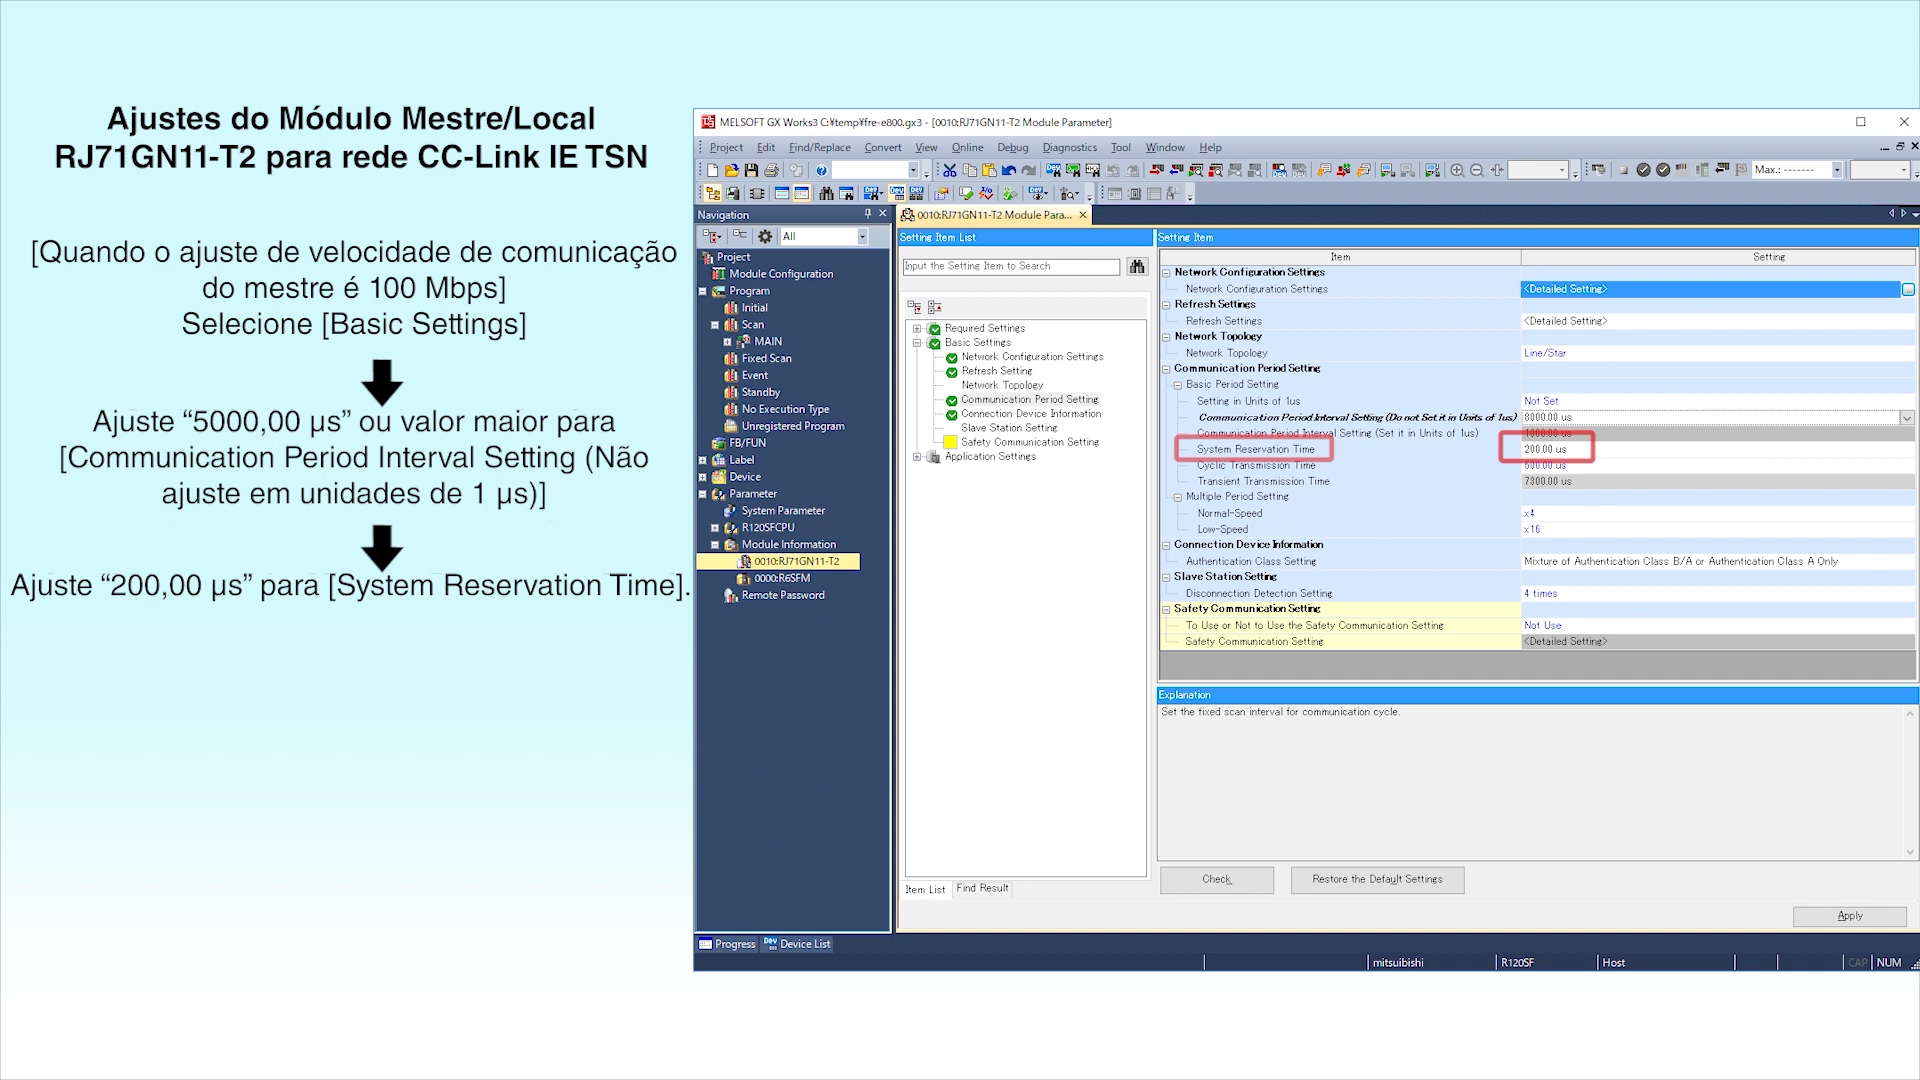 Ajustes do Módulo Mestre/Local
RJ71GN11-T2 para rede CC-Link IE TSN
[Quando o ajuste de velocidade de comunicação
do mestre é 100 Mbps]
Selecione [Basic Settings]
Ajuste “5000,00 µs” ou valor maior para
[Communication Period Interval Setting (Não
ajuste em unidades de 1 µs)]
Ajuste “200,00 µs” para [System Reservation Time].
MELSOFT GX Works3 C:¥temp¥fre-e800.gx3 - [0010:RJ71GN11-T2 Module Parameter]
Project Edit Find/Replace Convert View Online Debug Diagnostics Tool Window Help
Max.: -------
Navigation
All
Project
Module Configuration
Program
Initial
Scan
MAIN
Fixed Scan
Event
Standby
No Execution Type
Unregistered Program
FB/FUN
Label
Device
Parameter
System Parameter
R120SFCPU
Module Information
0010:RJ71GN11-T2
0000:R6SFM
Remote Password
0010:RJ71GN11-T2 Module Para...
Setting Item List
Input the Setting Item to Search
Required Settings
Basic Settings
Network Configuration Settings
Refresh Setting
Network Topology
Communication Period Setting
Connection Device Information
Slave Station Setting
Safety Communication Setting
Application Settings
Item List Find Result
Setting Item
Item Setting
Network Configuration Settings
Network Configuration Settings <Detailed Setting>
Refresh Settings
Refresh Settings <Detailed Setting>
Network Topology
Network Topology Line/Star
Communication Period Setting
Basic Period Setting
Setting in Units of 1us Not Set
Communication Period Interval Setting (Do not Set it in Units of 1us) 8000.00 us
Communication Period Interval Setting (Set it in Units of 1us) 1000.00 us
System Reservation Time 200.00 us
Cyclic Transmission Time 500.00 us
Transient Transmission Time 7300.00 us
Multiple Period Setting
Normal-Speed x4
Low-Speed x16
Connection Device Information
Authentication Class Setting Mixture of Authentication Class B/A or Authentication Class A Only
Slave Station Setting
Disconnection Detection Setting 4 times
Safety Communication Setting
To Use or Not to Use the Safety Communication Setting Not Use
Safety Communication Setting <Detailed Setting>
Explanation
Set the fixed scan interval for communication cycle.
Check Restore the Default Settings
Apply
Progress Device List
mitsuibishi R120SF Host CAP NUM